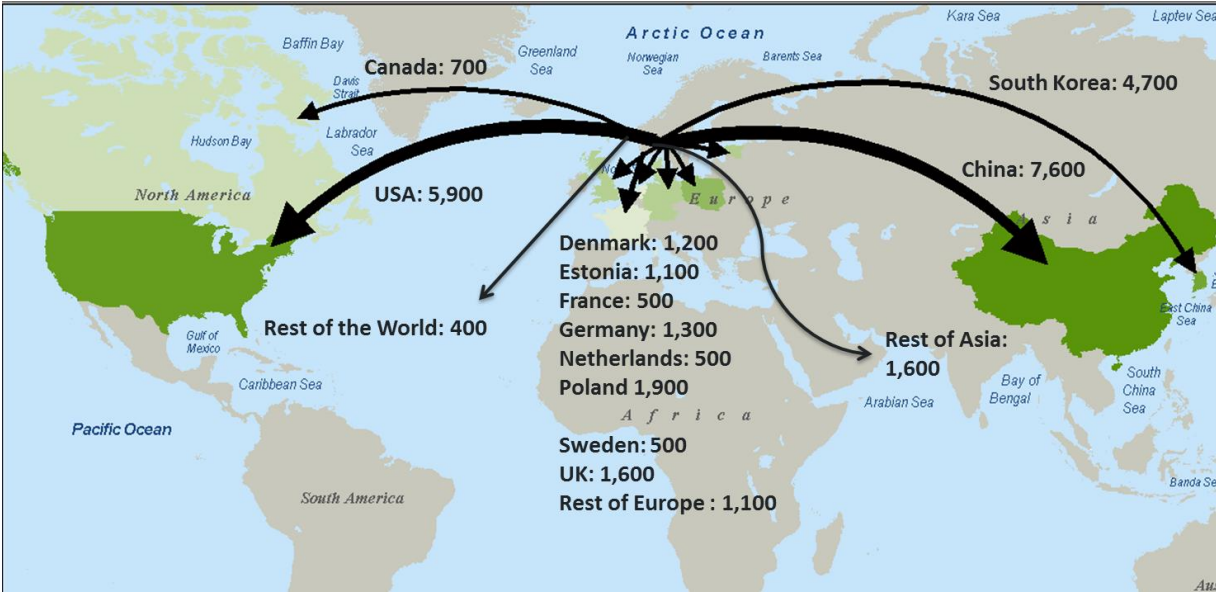 Kara Sea
Laptev Sea
Baffin Bay
Arctic Ocean
Greenland
Sea
Norwegian
Sea
Barents Sea
Canada: 700
Davis
Strait
South Korea: 4,700
Hudson Bay
Labrador
Sea
North America
USA: 5,900
China: 7,600
Europe
Asia
Denmark: 1,200
Estonia: 1,100
France: 500
Germany: 1,300
Netherlands: 500
Poland 1,900
Rest of the World: 400
Gulf of
Mexico
East China
Sea
Rest of Asia:
1,600
Caribbean Sea
Arabian Sea
Bay of
Bengal
South
China
Sea
Africa
Pacific Ocean
Sweden: 500
UK: 1,600
Rest of Europe : 1,100
South America
Banda Se
Aus